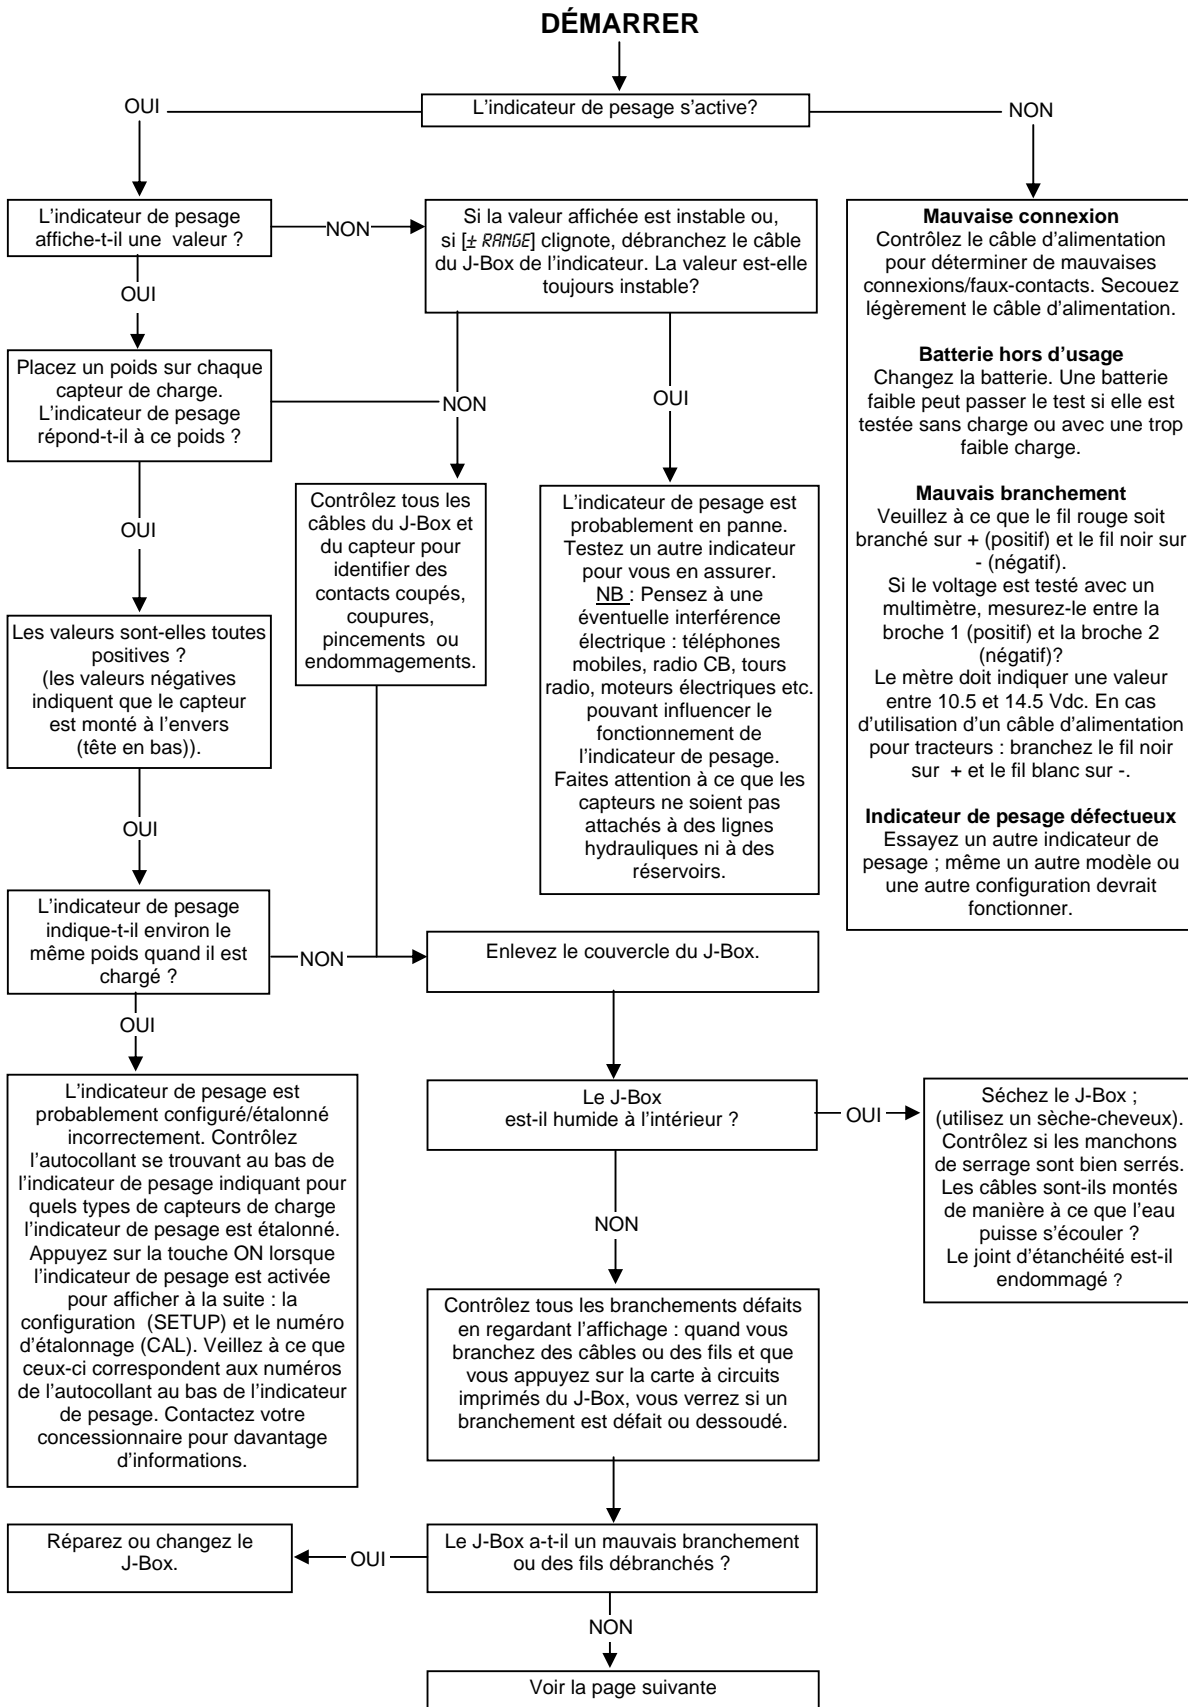 DÉMARRER
L'indicateur de pesage s'active?
OUI
NON
L'indicateur de pesage
affiche-t-il une valeur ?
NON
Si la valeur affichée est instable ou,
si [± RANGE] clignote, débranchez le câble
du J-Box de l'indicateur. La valeur est-elle
toujours instable?
Mauvaise connexion
Contrôlez le câble d'alimentation
pour déterminer de mauvaises
connexions/faux-contacts. Secouez
légèrement le câble d'alimentation.
Batterie hors d'usage
Changez la batterie. Une batterie
faible peut passer le test si elle est
testée sans charge ou avec une trop
faible charge.
Mauvais branchement
Veuillez à ce que le fil rouge soit
branché sur + (positif) et le fil noir sur
- (négatif).
Si le voltage est testé avec un
multimètre, mesurez-le entre la
broche 1 (positif) et la broche 2
(négatif)?
Le mètre doit indiquer une valeur
entre 10.5 et 14.5 Vdc. En cas
d'utilisation d'un câble d'alimentation
pour tracteurs : branchez le fil noir
sur + et le fil blanc sur -.
Indicateur de pesage défectueux
Essayez un autre indicateur de
pesage ; même un autre modèle ou
une autre configuration devrait
fonctionner.
OUI
Placez un poids sur chaque
capteur de charge.
L'indicateur de pesage
répond-t-il à ce poids ?
NON
OUI
Contrôlez tous les
câbles du J-Box et
du capteur pour
identifier des
contacts coupés,
coupures,
pincements ou
endommagements.
L'indicateur de pesage est
probablement en panne.
Testez un autre indicateur
pour vous en assurer.
NB : Pensez à une
éventuelle interférence
électrique : téléphones
mobiles, radio CB, tours
radio, moteurs électriques etc.
pouvant influencer le
fonctionnement de
l'indicateur de pesage.
Faites attention à ce que les
capteurs ne soient pas
attachés à des lignes
hydrauliques ni à des
réservoirs.
OUI
Les valeurs sont-elles toutes
positives ?
(les valeurs négatives
indiquent que le capteur
est monté à l'envers
(tête en bas)).
OUI
L'indicateur de pesage
indique-t-il environ le
même poids quand il est
chargé ?
NON
Enlevez le couvercle du J-Box.
OUI
L'indicateur de pesage est
probablement configuré/étalonné
incorrectement. Contrôlez
l'autocollant se trouvant au bas de
l'indicateur de pesage indiquant pour
quels types de capteurs de charge
l'indicateur de pesage est étalonné.
Appuyez sur la touche ON lorsque
l'indicateur de pesage est activée
pour afficher à la suite : la
configuration (SETUP) et le numéro
d'étalonnage (CAL). Veillez à ce que
ceux-ci correspondent aux numéros
de l'autocollant au bas de l'indicateur
de pesage. Contactez votre
concessionnaire pour davantage
d'informations.
Le J-Box
est-il humide à l'intérieur ?
OUI
Séchez le J-Box ;
(utilisez un sèche-cheveux).
Contrôlez si les manchons
de serrage sont bien serrés.
Les câbles sont-ils montés
de manière à ce que l'eau
puisse s'écouler ?
Le joint d'étanchéité est-il
endommagé ?
NON
Contrôlez tous les branchements défaits
en regardant l'affichage : quand vous
branchez des câbles ou des fils et que
vous appuyez sur la carte à circuits
imprimés du J-Box, vous verrez si un
branchement est défait ou dessoudé.
Le J-Box a-t-il un mauvais branchement
ou des fils débranchés ?
OUI
Réparez ou changez le
J-Box.
NON
Voir la page suivante